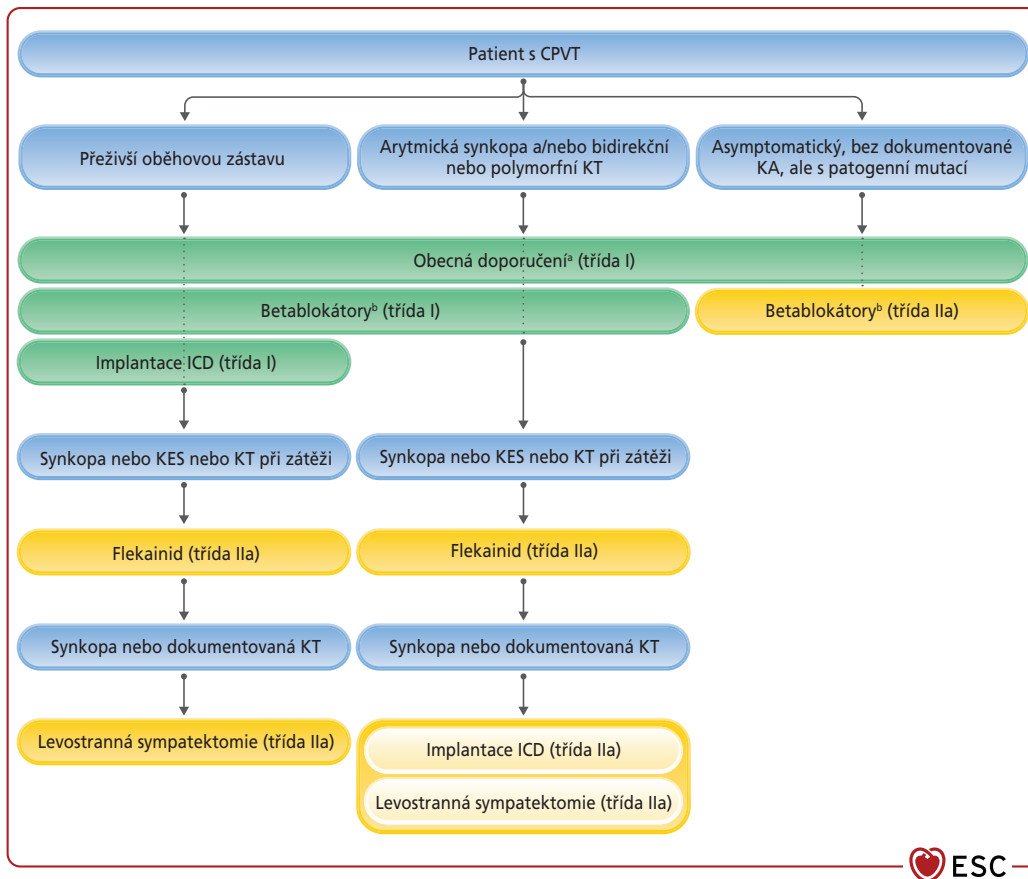 Patient s CPVT
Přeživší oběhovou zástavu
Arytmická synkopa a/nebo bidirekční
nebo polymorfní KT
Asymptomatický, bez dokumentované
KA, ale s patogenní mutací
Obecná doporučeníᵃ (třída I)
Betablokátoryᵇ (třída I)
Betablokátoryᵇ (třída IIa)
Implantace ICD (třída I)
Synkopa nebo KES nebo KT při zátěži
Synkopa nebo KES nebo KT při zátěži
Flekainid (třída IIa)
Flekainid (třída IIa)
Synkopa nebo dokumentovaná KT
Synkopa nebo dokumentovaná KT
Levostranná sympatektomie (třída IIa)
Implantace ICD (třída IIa)
Levostranná sympatektomie (třída IIa)
ESC